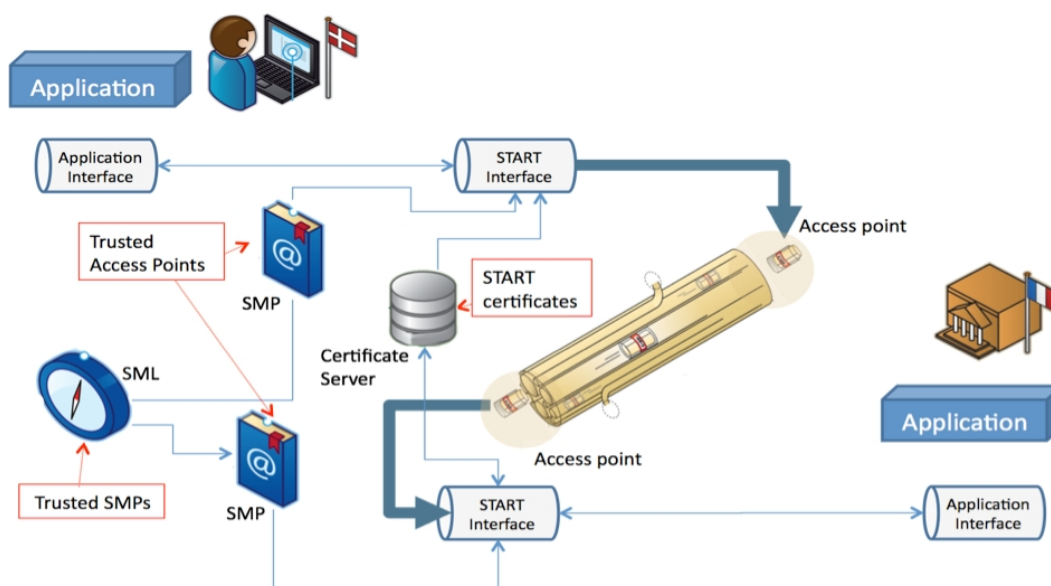 Application
Application
Interface
START
Interface
Access point
Trusted
Access Points
@
SMP
START
certificates
Certificate
Server
SML
@
SMP
Trusted SMPs
Access point
Application
START
Interface
Application
Interface